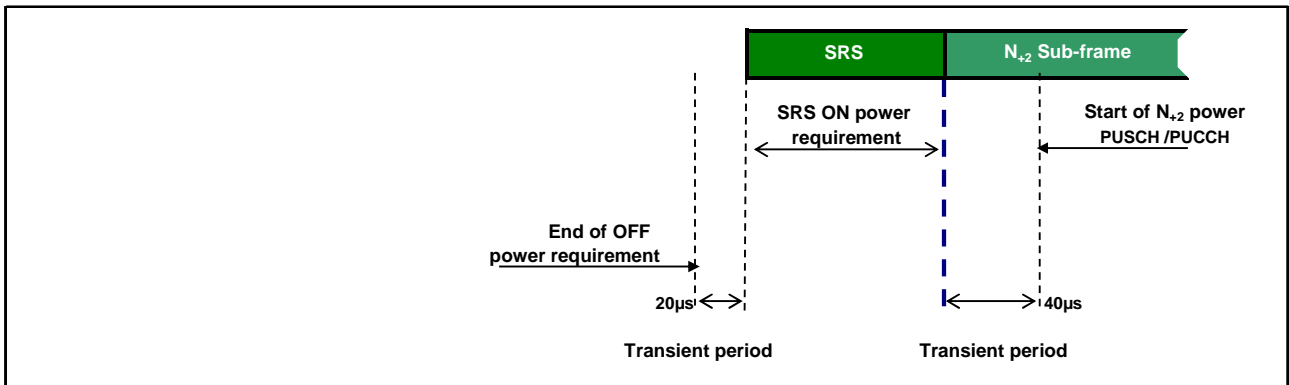 SRS
N₊₂ Sub-frame
SRS ON power
requirement
Start of N₊₂ power
PUSCH /PUCCH
End of OFF
power requirement
20µs
40µs
Transient period
Transient period